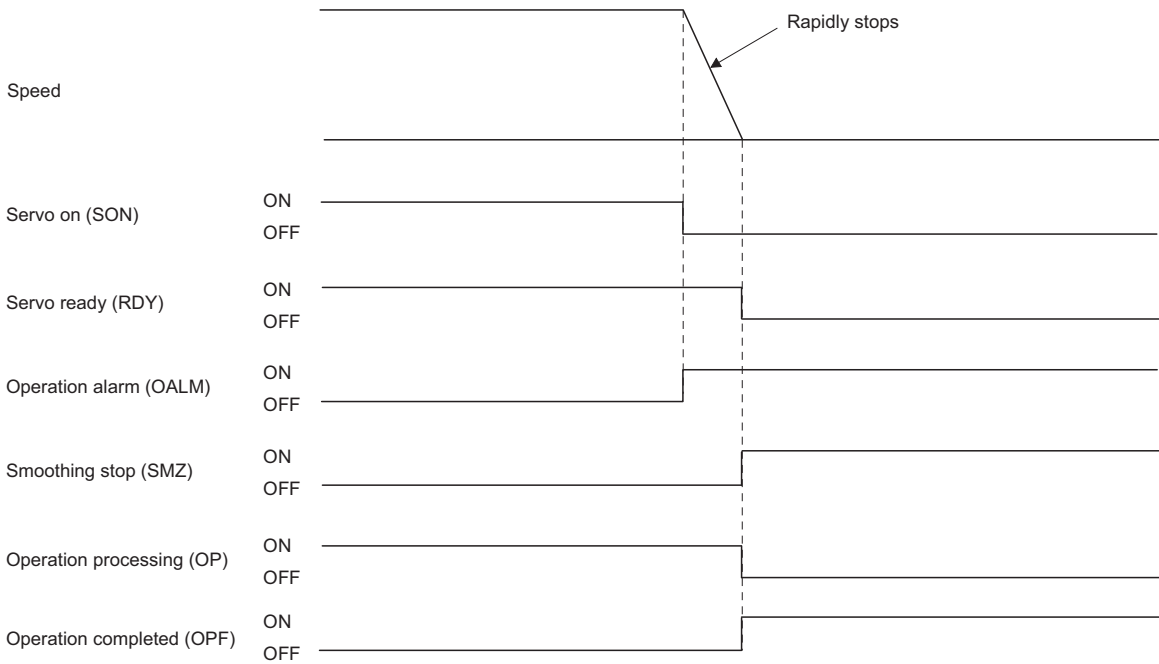 Rapidly stops
Speed
Servo on (SON)
ON
OFF
Servo ready (RDY)
ON
OFF
Operation alarm (OALM)
ON
OFF
Smoothing stop (SMZ)
ON
OFF
Operation processing (OP)
ON
OFF
Operation completed (OPF)
ON
OFF